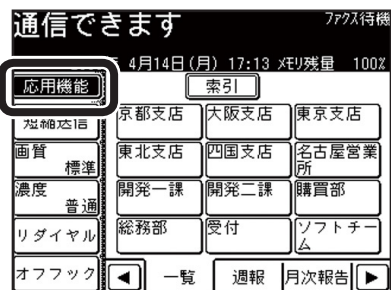 通信できます
ファクス待機
4月14日(月) 17:13 メモリ残量 100%
応用機能
索引
短縮送信
京都支店
大阪支店
東京支店
画質
標準
東北支店
四国支店
名古屋営業
所
濃度
普通
開発一課
開発二課
購買部
リダイヤル
総務部
受付
ソフトチー
ム
オフフック
一覧
週報
月次報告